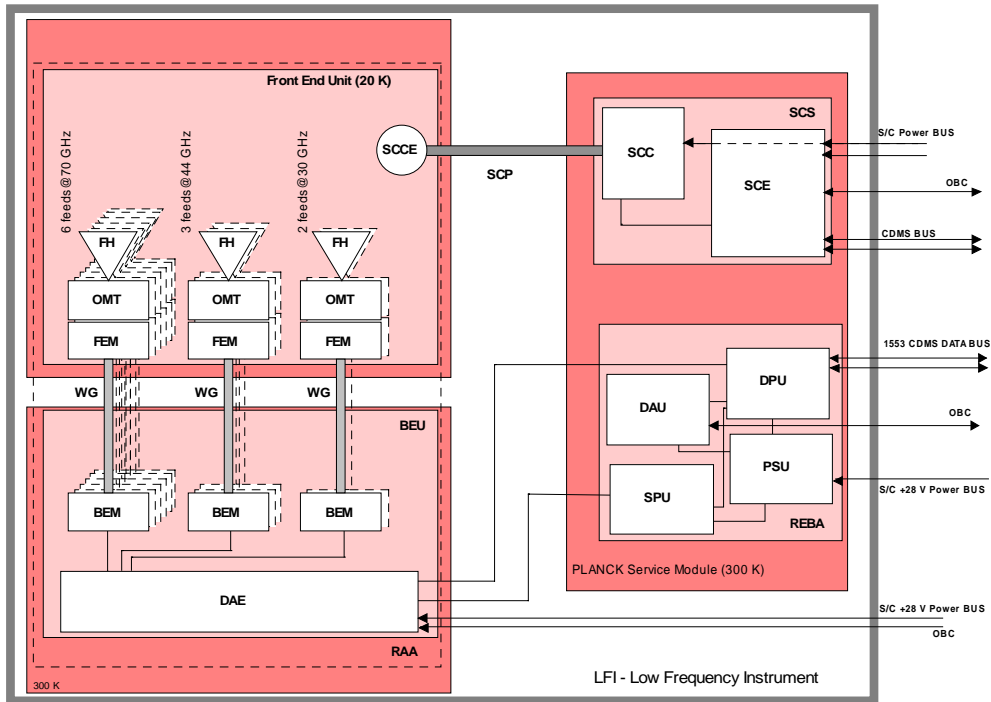 Front End Unit (20 K)
6 feeds@70 GHz
3 feeds@44 GHz
2 feeds@30 GHz
SCCE
FH
FH
FH
OMT
OMT
OMT
FEM
FEM
FEM
WG
WG
WG
BEU
BEM
BEM
BEM
DAE
RAA
300 K
SCP
SCS
SCC
SCE
S/C Power BUS
OBC
CDMS BUS
1553 CDMS DATA BUS
DPU
DAU
OBC
PSU
SPU
S/C +28 V Power BUS
REBA
PLANCK Service Module (300 K)
S/C +28 V Power BUS
OBC
LFI - Low Frequency Instrument